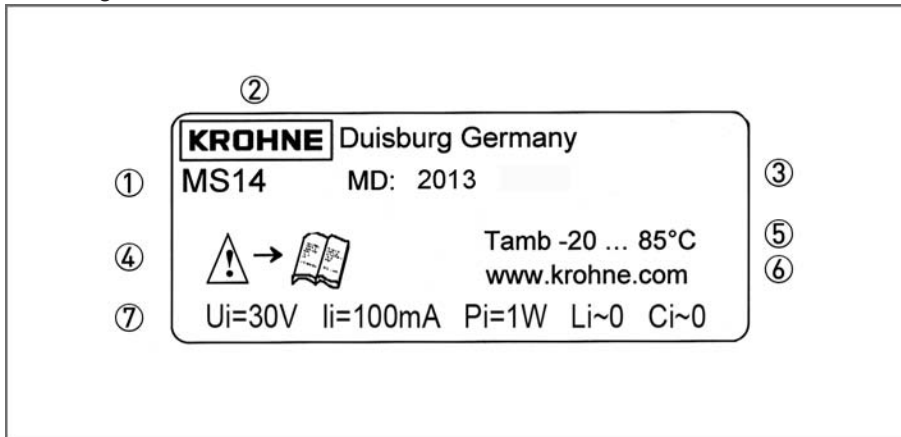 ②
KROHNE Duisburg Germany
① MS14 MD: 2013 ③
Tamb -20 ... 85°C ⑤
④ www.krohne.com ⑥
⑦ Ui=30V Ii=100mA Pi=1W Li~0 Ci~0